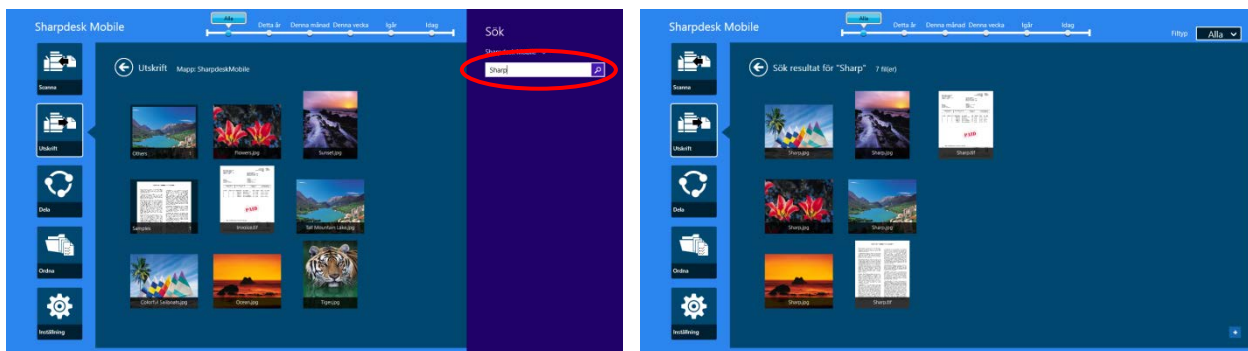 Sharpdesk Mobile
Alla
Detta år
Denna månad
Denna vecka
Igår
Idag
Sök
Sharp
Scanna
Utskrift
Dela
Ordna
Inställning
Utskrift Mapp: SharpdeskMobile
Others
Flowers.jpg
Sunset.jpg
Samples
Invoice.tif
Tall Mountain Lake.jpg
Colorful Sailboats.jpg
Ocean.jpg
Tiger.jpg
Sharpdesk Mobile
Alla
Detta år
Denna månad
Denna vecka
Igår
Idag
Filtyp
Alla
Scanna
Utskrift
Dela
Ordna
Inställning
Sök resultat för "Sharp" 7 fil(er)
Sharp.jpg
Sharp.jpg
Sharp.tif
Sharp.jpg
Sharp.jpg
Sharp.jpg
Sharp.tif